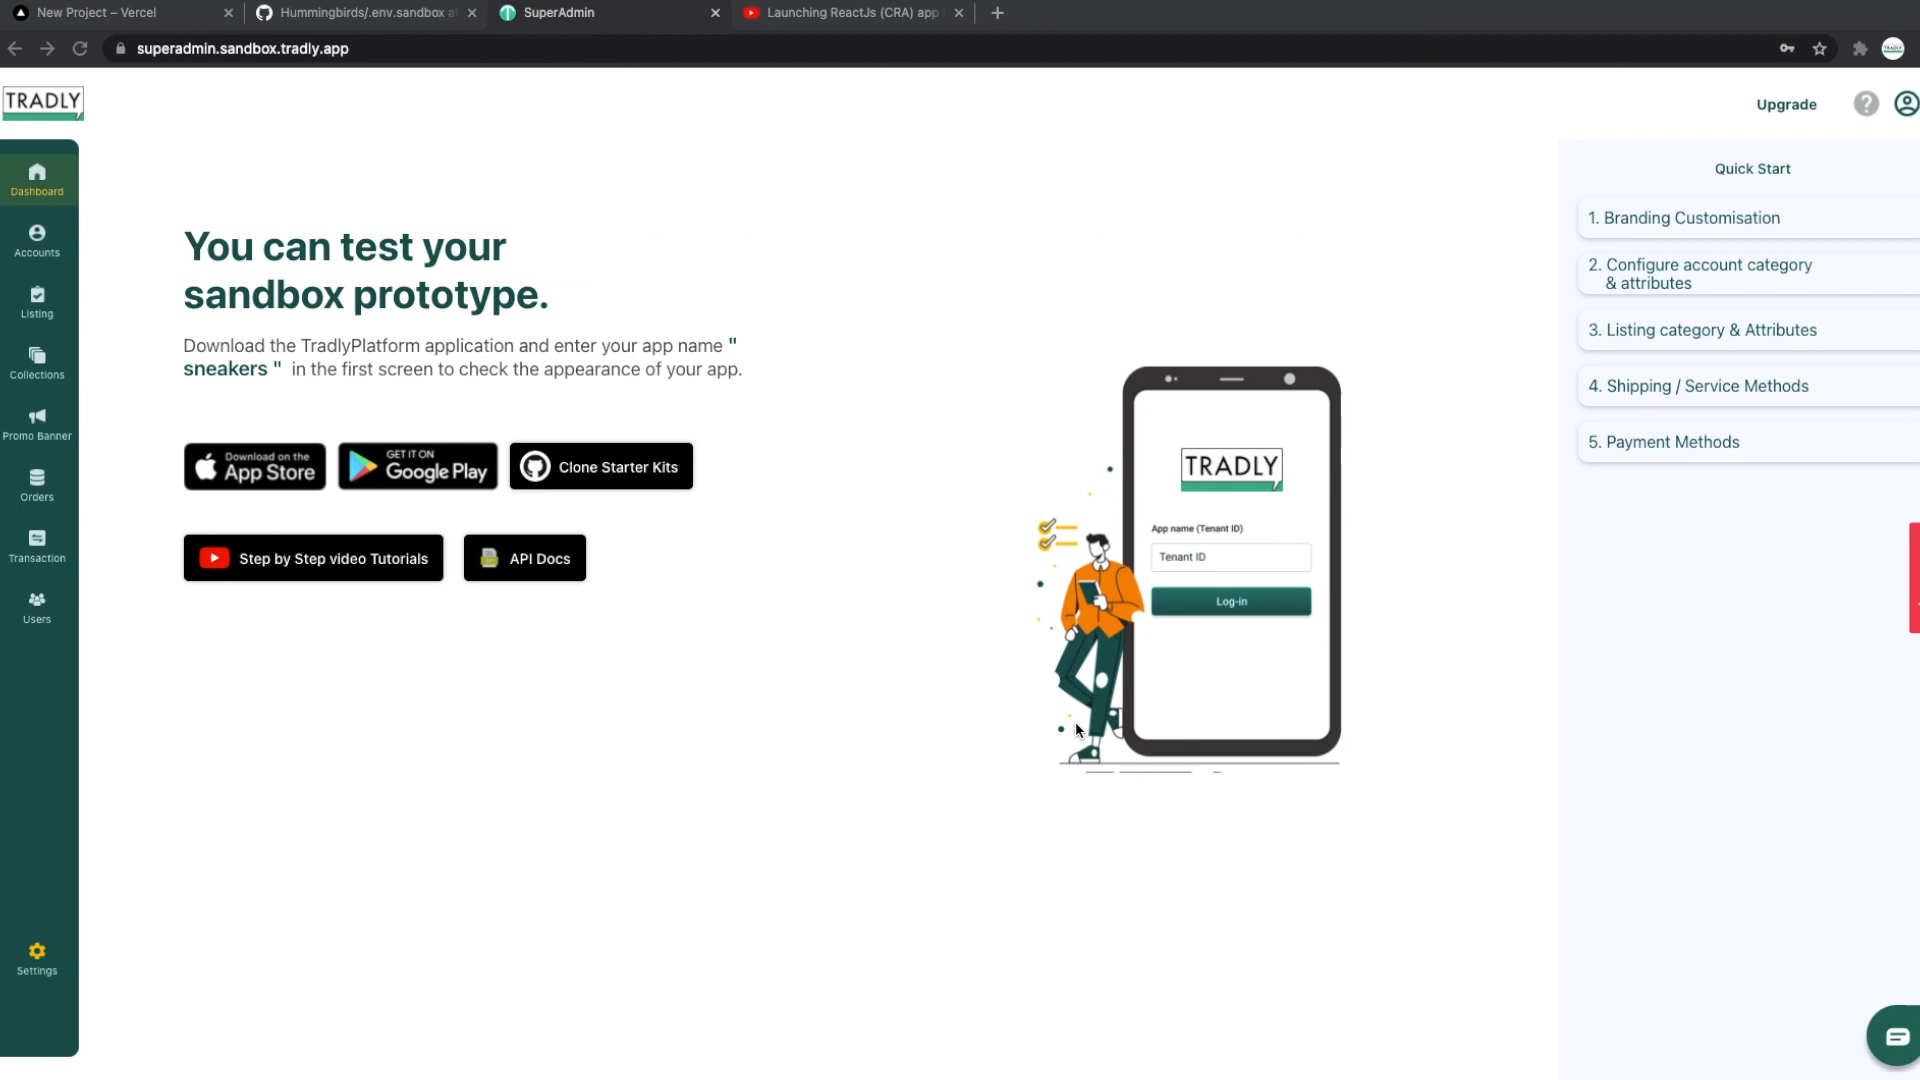 New Project – Vercel
Hummingbirds/.env.sandbox a
SuperAdmin
Launching ReactJs (CRA) app
superadmin.sandbox.tradly.app
TRADLY
Upgrade
Dashboard
Accounts
Listing
Collections
Promo Banner
Orders
Transaction
Users
Settings
You can test your
sandbox prototype.
Download the TradlyPlatform application and enter your app name "
sneakers " in the first screen to check the appearance of your app.
Download on the
App Store
GET IT ON
Google Play
Clone Starter Kits
Step by Step video Tutorials
API Docs
TRADLY
App name (Tenant ID)
Tenant ID
Log-in
Quick Start
1. Branding Customisation
2. Configure account category
& attributes
3. Listing category & Attributes
4. Shipping / Service Methods
5. Payment Methods